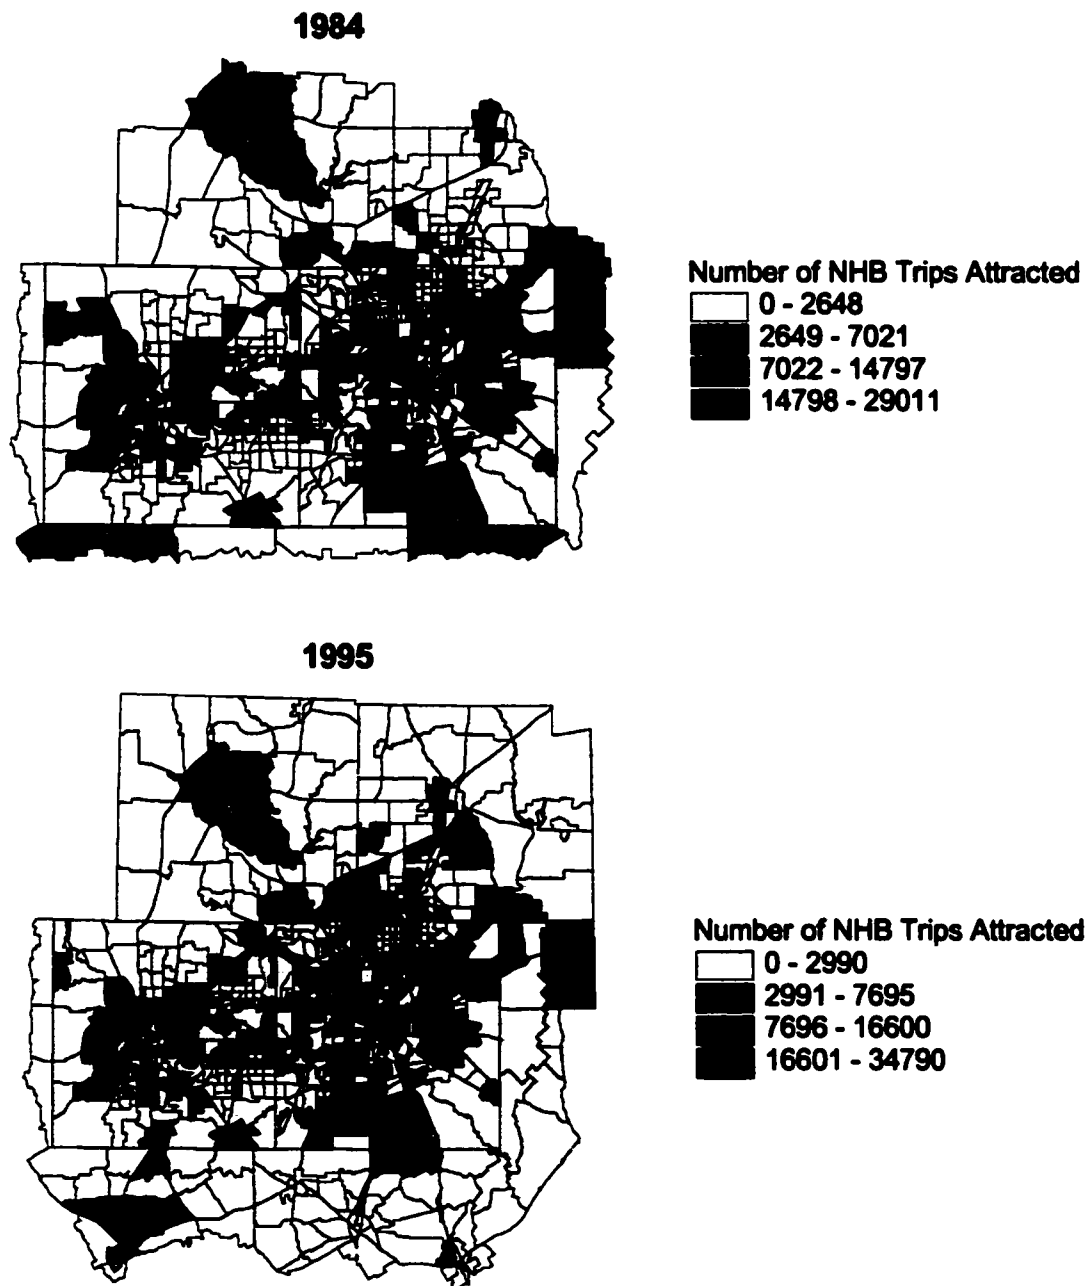 1984
Number of NHB Trips Attracted
0 - 2648
2649 - 7021
7022 - 14797
14798 - 29011
1995
Number of NHB Trips Attracted
0 - 2990
2991 - 7695
7696 - 16600
16601 - 34790